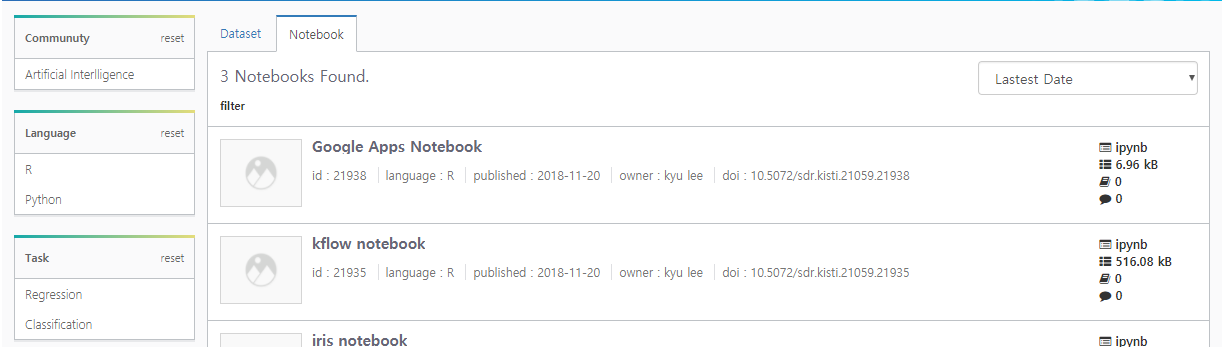 Communuty reset
Artificial Interlligence
Language reset
R
Python
Task reset
Regression
Classification
Dataset Notebook
3 Notebooks Found.
Lastest Date
filter
Google Apps Notebook
id : 21938 language : R published : 2018-11-20 owner : kyu lee doi : 10.5072/sdr.kisti.21059.21938
ipynb
6.96 kB
0
0
kflow notebook
id : 21935 language : R published : 2018-11-20 owner : kyu lee doi : 10.5072/sdr.kisti.21059.21935
ipynb
516.08 kB
0
0
iris notebook
ipynb